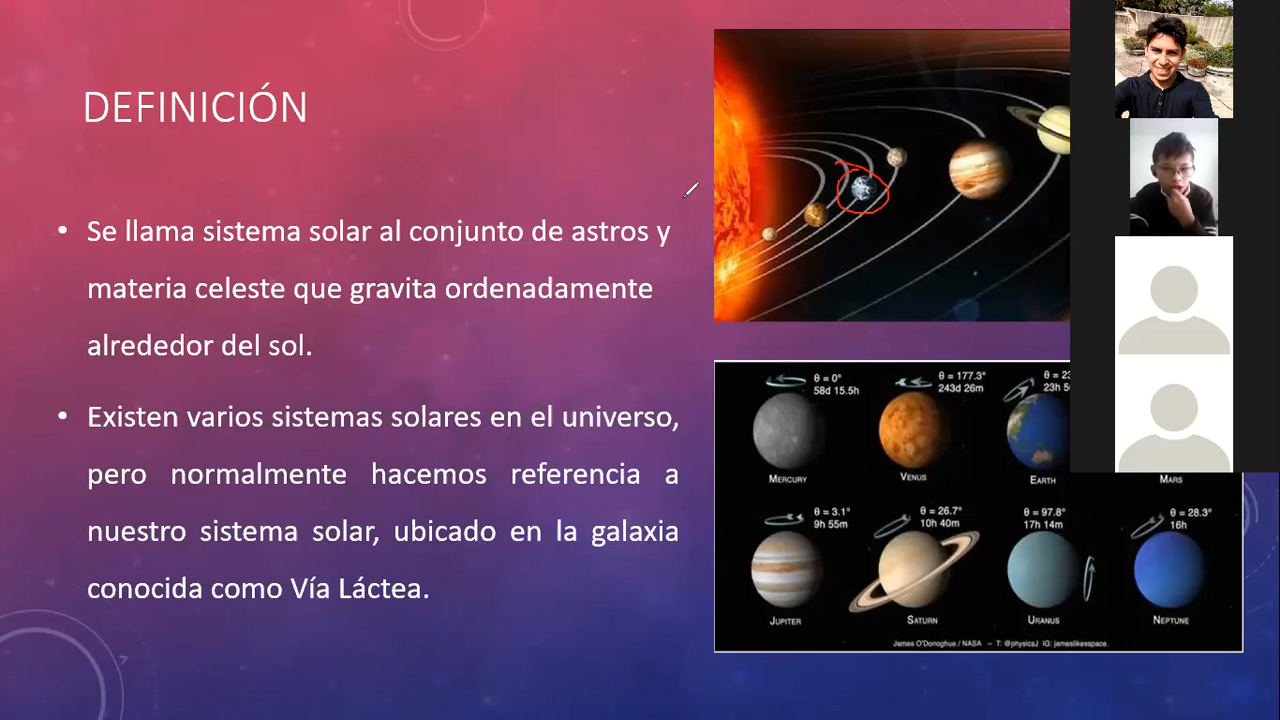 DEFINICIÓN
• Se llama sistema solar al conjunto de astros y
materia celeste que gravita ordenadamente
alrededor del sol.
• Existen varios sistemas solares en el universo,
pero normalmente hacemos referencia a
nuestro sistema solar, ubicado en la galaxia
conocida como Vía Láctea.
θ = 0°
58d 15.5h
MERCURY
θ = 177.3°
243d 26m
VENUS
EARTH
MARS
θ = 3.1°
9h 55m
JUPITER
θ = 26.7°
10h 40m
SATURN
θ = 97.8°
17h 14m
URANUS
θ = 28.3°
16h
NEPTUNE
James O'Donoghue / NASA – T: @physicsJ IG: jameslikesspace.